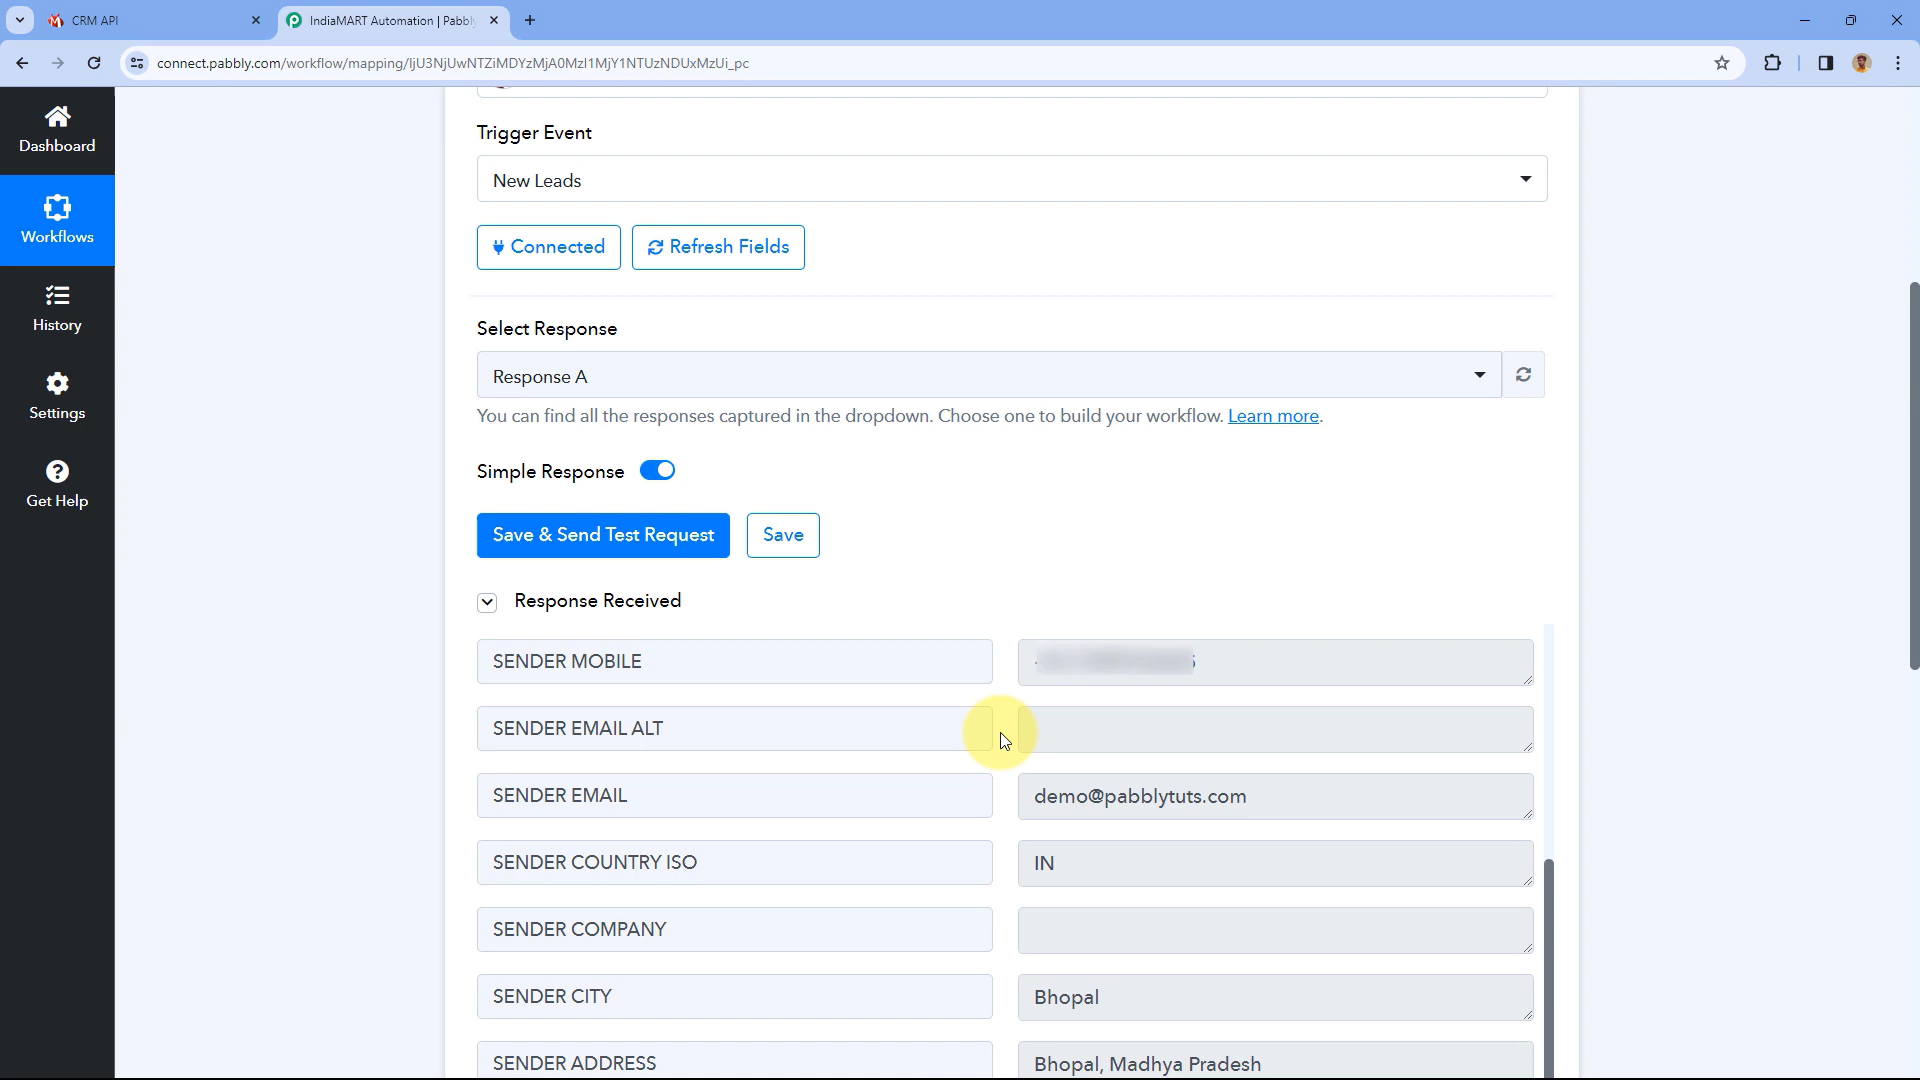 CRM API
IndiaMART Automation | Pabbly
connect.pabbly.com/workflow/mapping/IjU3NjUwNTZiMDYzMjA0MzI1MjY1NTUzNDUxMzUi_pc
Dashboard
Workflows
History
Settings
Get Help
Trigger Event
New Leads
Connected
Refresh Fields
Select Response
Response A
You can find all the responses captured in the dropdown. Choose one to build your workflow. Learn more.
Simple Response
Save & Send Test Request
Save
Response Received
SENDER MOBILE
SENDER EMAIL ALT
SENDER EMAIL
demo@pabblytuts.com
SENDER COUNTRY ISO
IN
SENDER COMPANY
SENDER CITY
Bhopal
SENDER ADDRESS
Bhopal, Madhya Pradesh